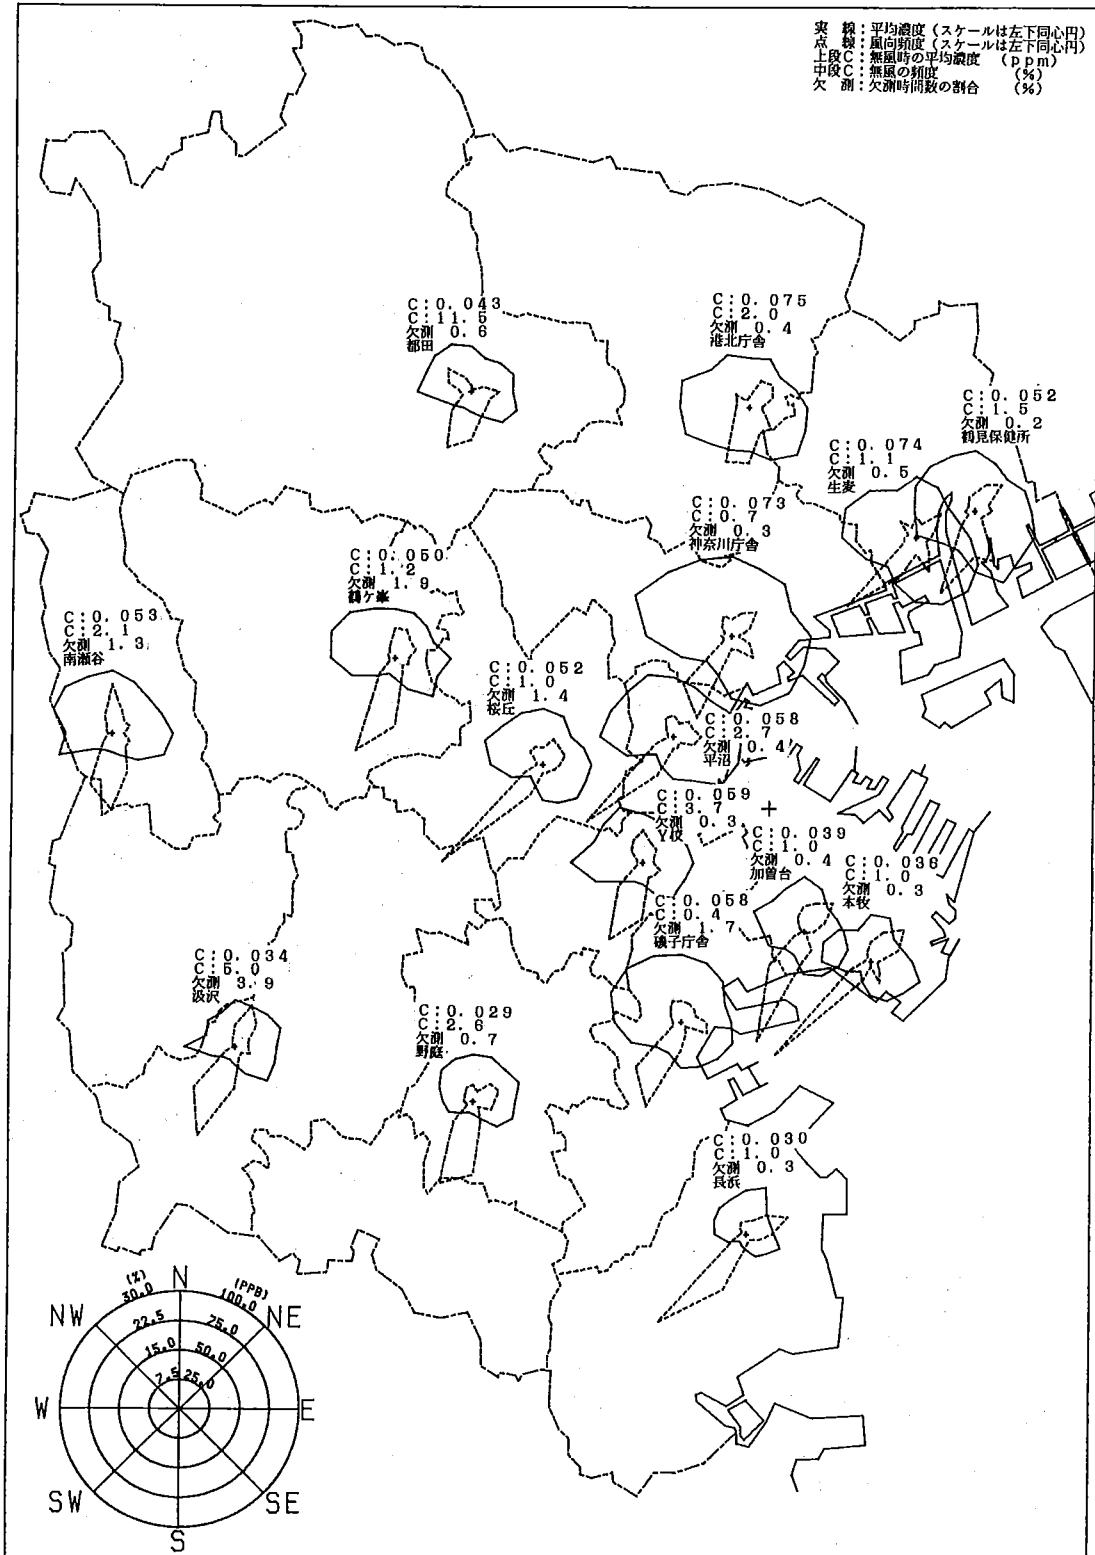 実　線：平均濃度（スケールは左下同心円）
点　線：風向頻度（スケールは左下同心円）
上段C：無風時の平均濃度　（ppm）
中段C：無風の頻度　（%）
欠　測：欠測時間数の割合　（%）
C:0.043
C:11.5
欠測 0.6
都田
C:0.075
C:2.0
欠測 0.4
港北庁舎
C:0.052
C:1.5
欠測 0.2
鶴見保健所
C:0.074
C:1.1
欠測 0.5
生麦
C:0.073
C:0.7
欠測 0.3
神奈川庁舎
C:0.050
C:1.2
欠測 1.9
鶴ケ峯
C:0.053
C:2.1
欠測 1.3
南瀬谷
C:0.052
C:1.0
欠測 1.4
桜丘
C:0.058
C:2.7
欠測 0.4
平沼
C:0.059
C:3.7
欠測 0.3
Y校
C:0.039
C:1.0
欠測 0.4
加曽台
C:0.036
C:1.0
欠測 0.3
本牧
C:0.058
C:0.4
欠測 1.7
磯子庁舎
C:0.034
C:5.0
欠測 3.9
汲沢
C:0.029
C:2.6
欠測 0.7
野庭
C:0.030
C:1.0
欠測 0.3
長浜
(%) N (PPB)
30.0 100.0
NW 22.5 75.0 NE
15.0 50.0
7.5 25.0
W E
SW SE
S